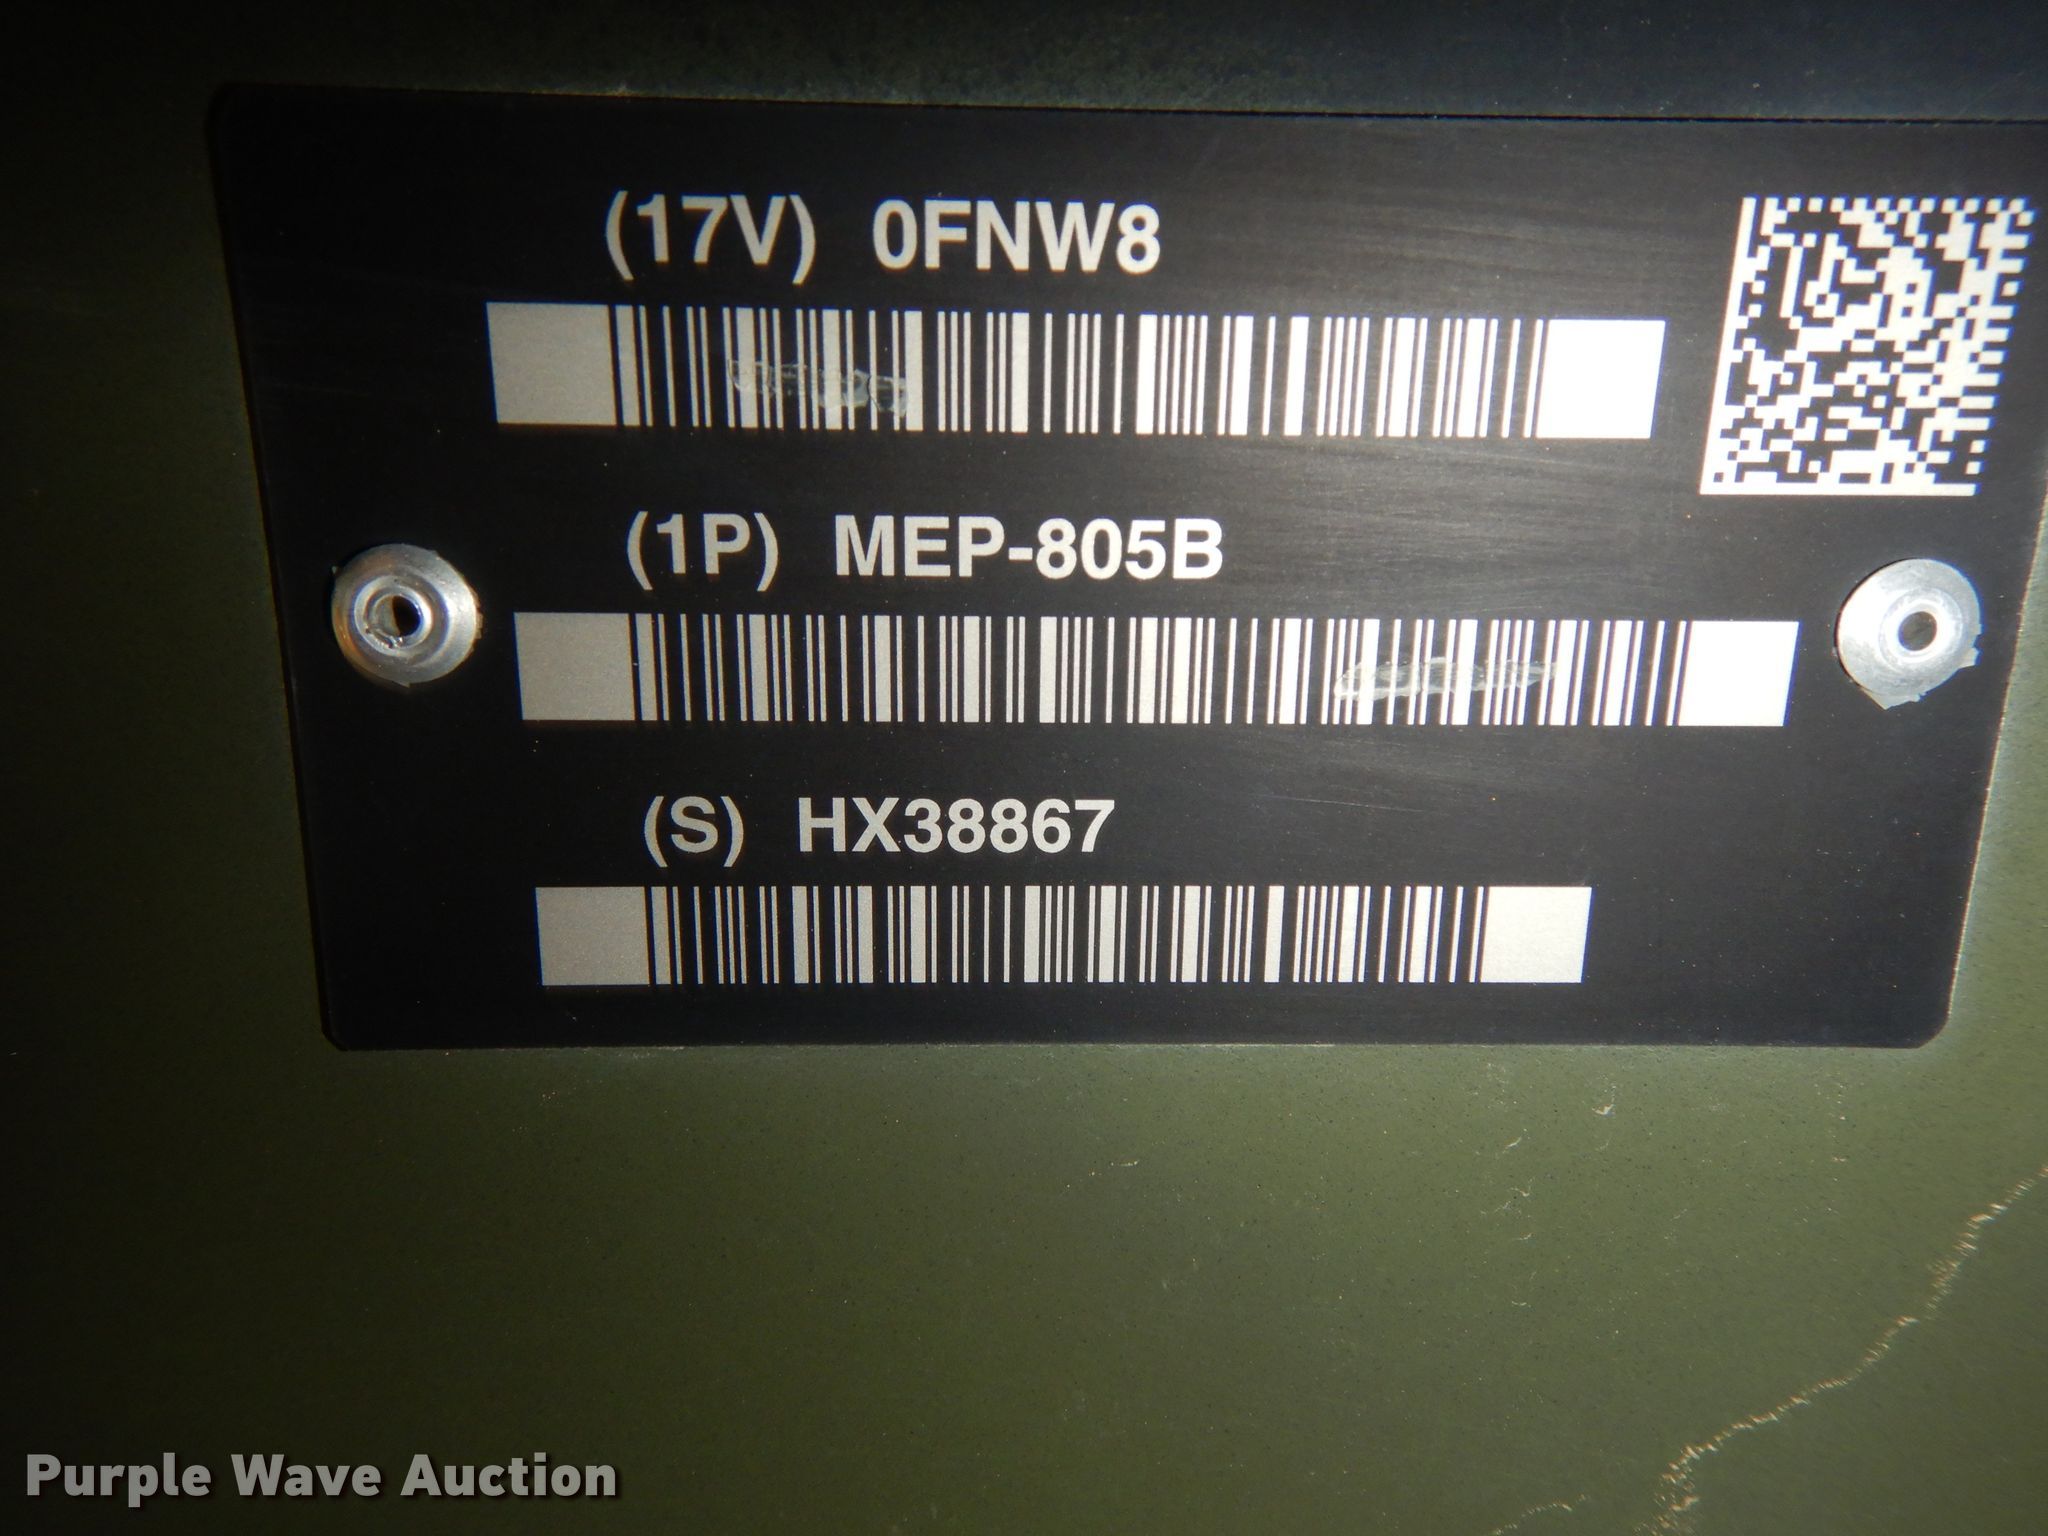 (17V) 0FNW8
(1P) MEP-805B
(S) HX38867
Purple Wave Auction